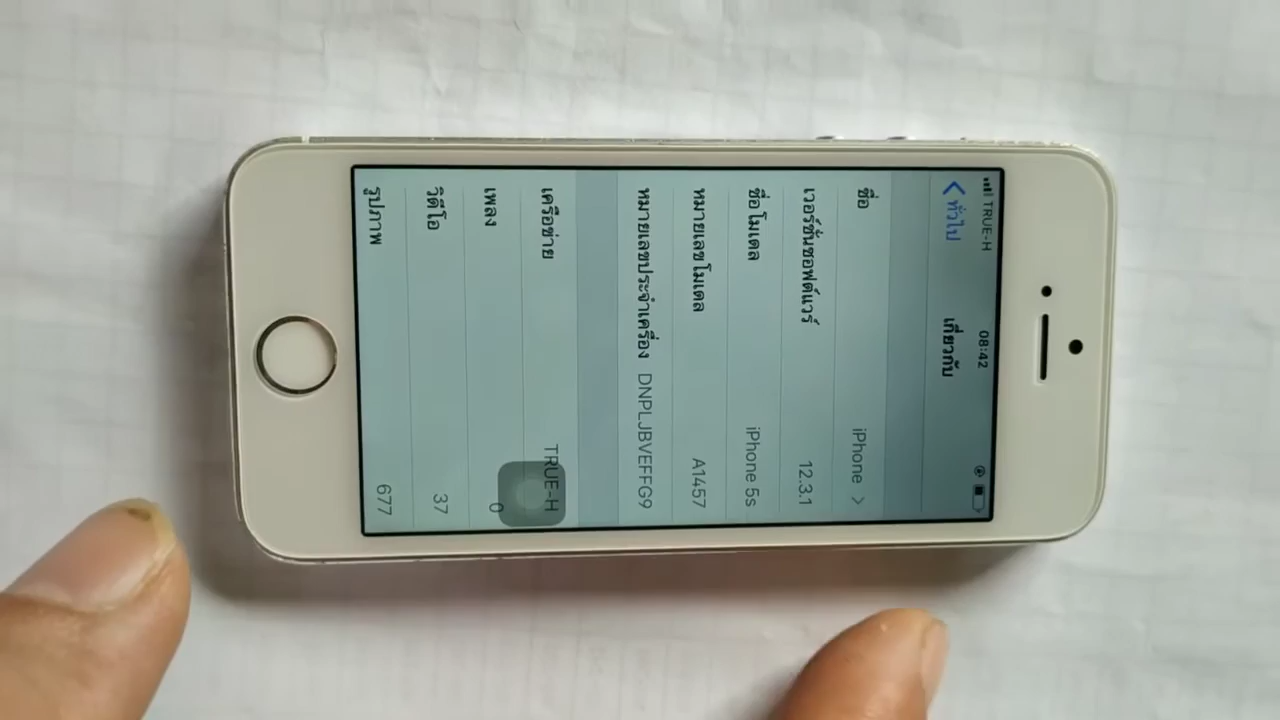 TRUE-H 08:42
ทั่วไป เกี่ยวกับ
ชื่อ iPhone
เวอร์ชั่นซอฟต์แวร์ 12.3.1
ชื่อโมเดล iPhone 5s
หมายเลขโมเดล A1457
หมายเลขประจำเครื่อง DNPLJBVEFFG9
เครือข่าย TRUE-H
เพลง 0
วิดีโอ 37
รูปภาพ 677